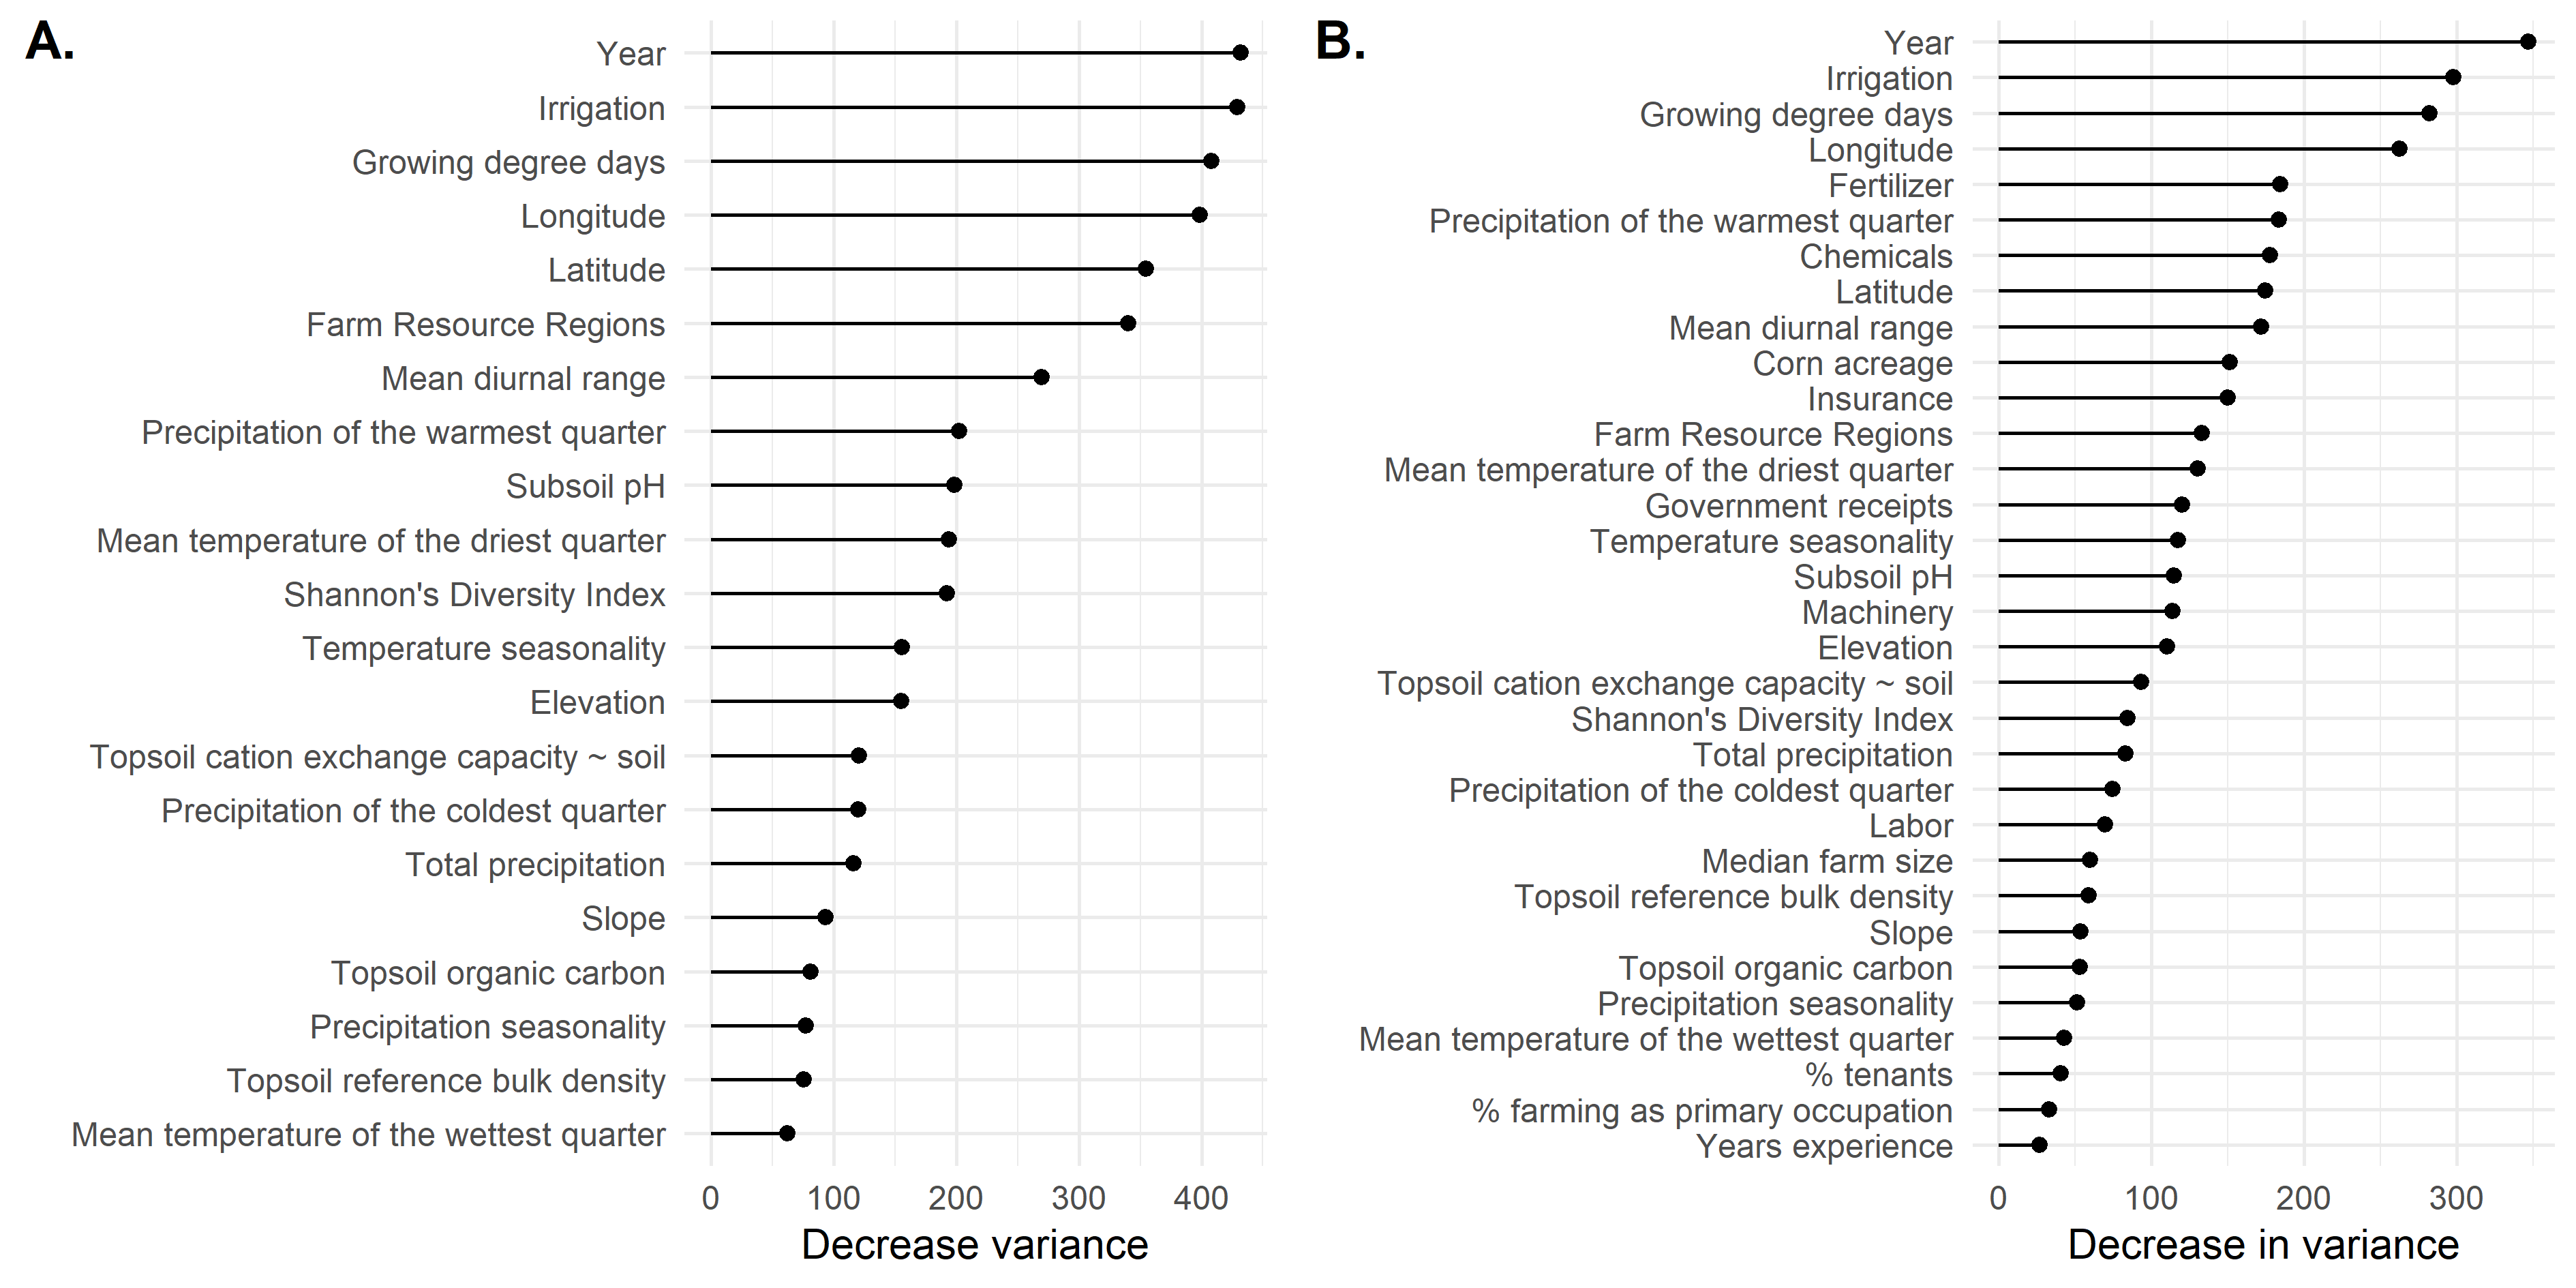 A.
Year
Irrigation
Growing degree days
Longitude
Latitude
Farm Resource Regions
Mean diurnal range
Precipitation of the warmest quarter
Subsoil pH
Mean temperature of the driest quarter
Shannon's Diversity Index
Temperature seasonality
Elevation
Topsoil cation exchange capacity ~ soil
Precipitation of the coldest quarter
Total precipitation
Slope
Topsoil organic carbon
Precipitation seasonality
Topsoil reference bulk density
Mean temperature of the wettest quarter
0 100 200 300 400
Decrease variance
B.
Year
Irrigation
Growing degree days
Longitude
Fertilizer
Precipitation of the warmest quarter
Chemicals
Latitude
Mean diurnal range
Corn acreage
Insurance
Farm Resource Regions
Mean temperature of the driest quarter
Government receipts
Temperature seasonality
Subsoil pH
Machinery
Elevation
Topsoil cation exchange capacity ~ soil
Shannon's Diversity Index
Total precipitation
Precipitation of the coldest quarter
Labor
Median farm size
Topsoil reference bulk density
Slope
Topsoil organic carbon
Precipitation seasonality
Mean temperature of the wettest quarter
% tenants
% farming as primary occupation
Years experience
0 100 200 300
Decrease in variance